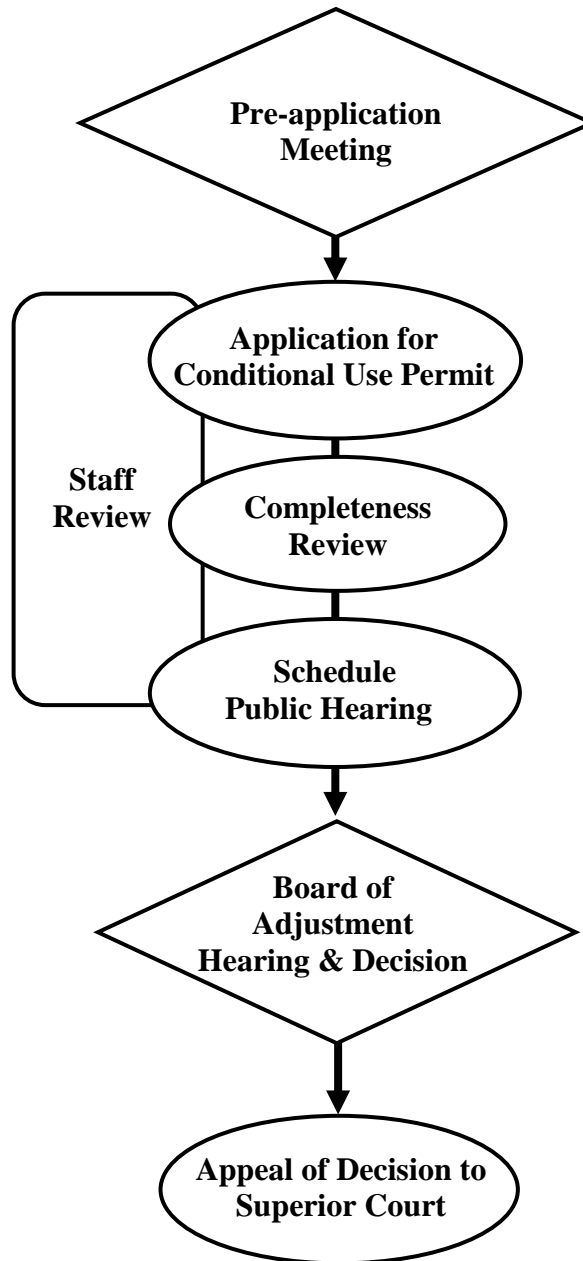 Pre-application
Meeting
Application for
Conditional Use Permit
Staff
Review
Completeness
Review
Schedule
Public Hearing
Board of
Adjustment
Hearing & Decision
Appeal of Decision to
Superior Court